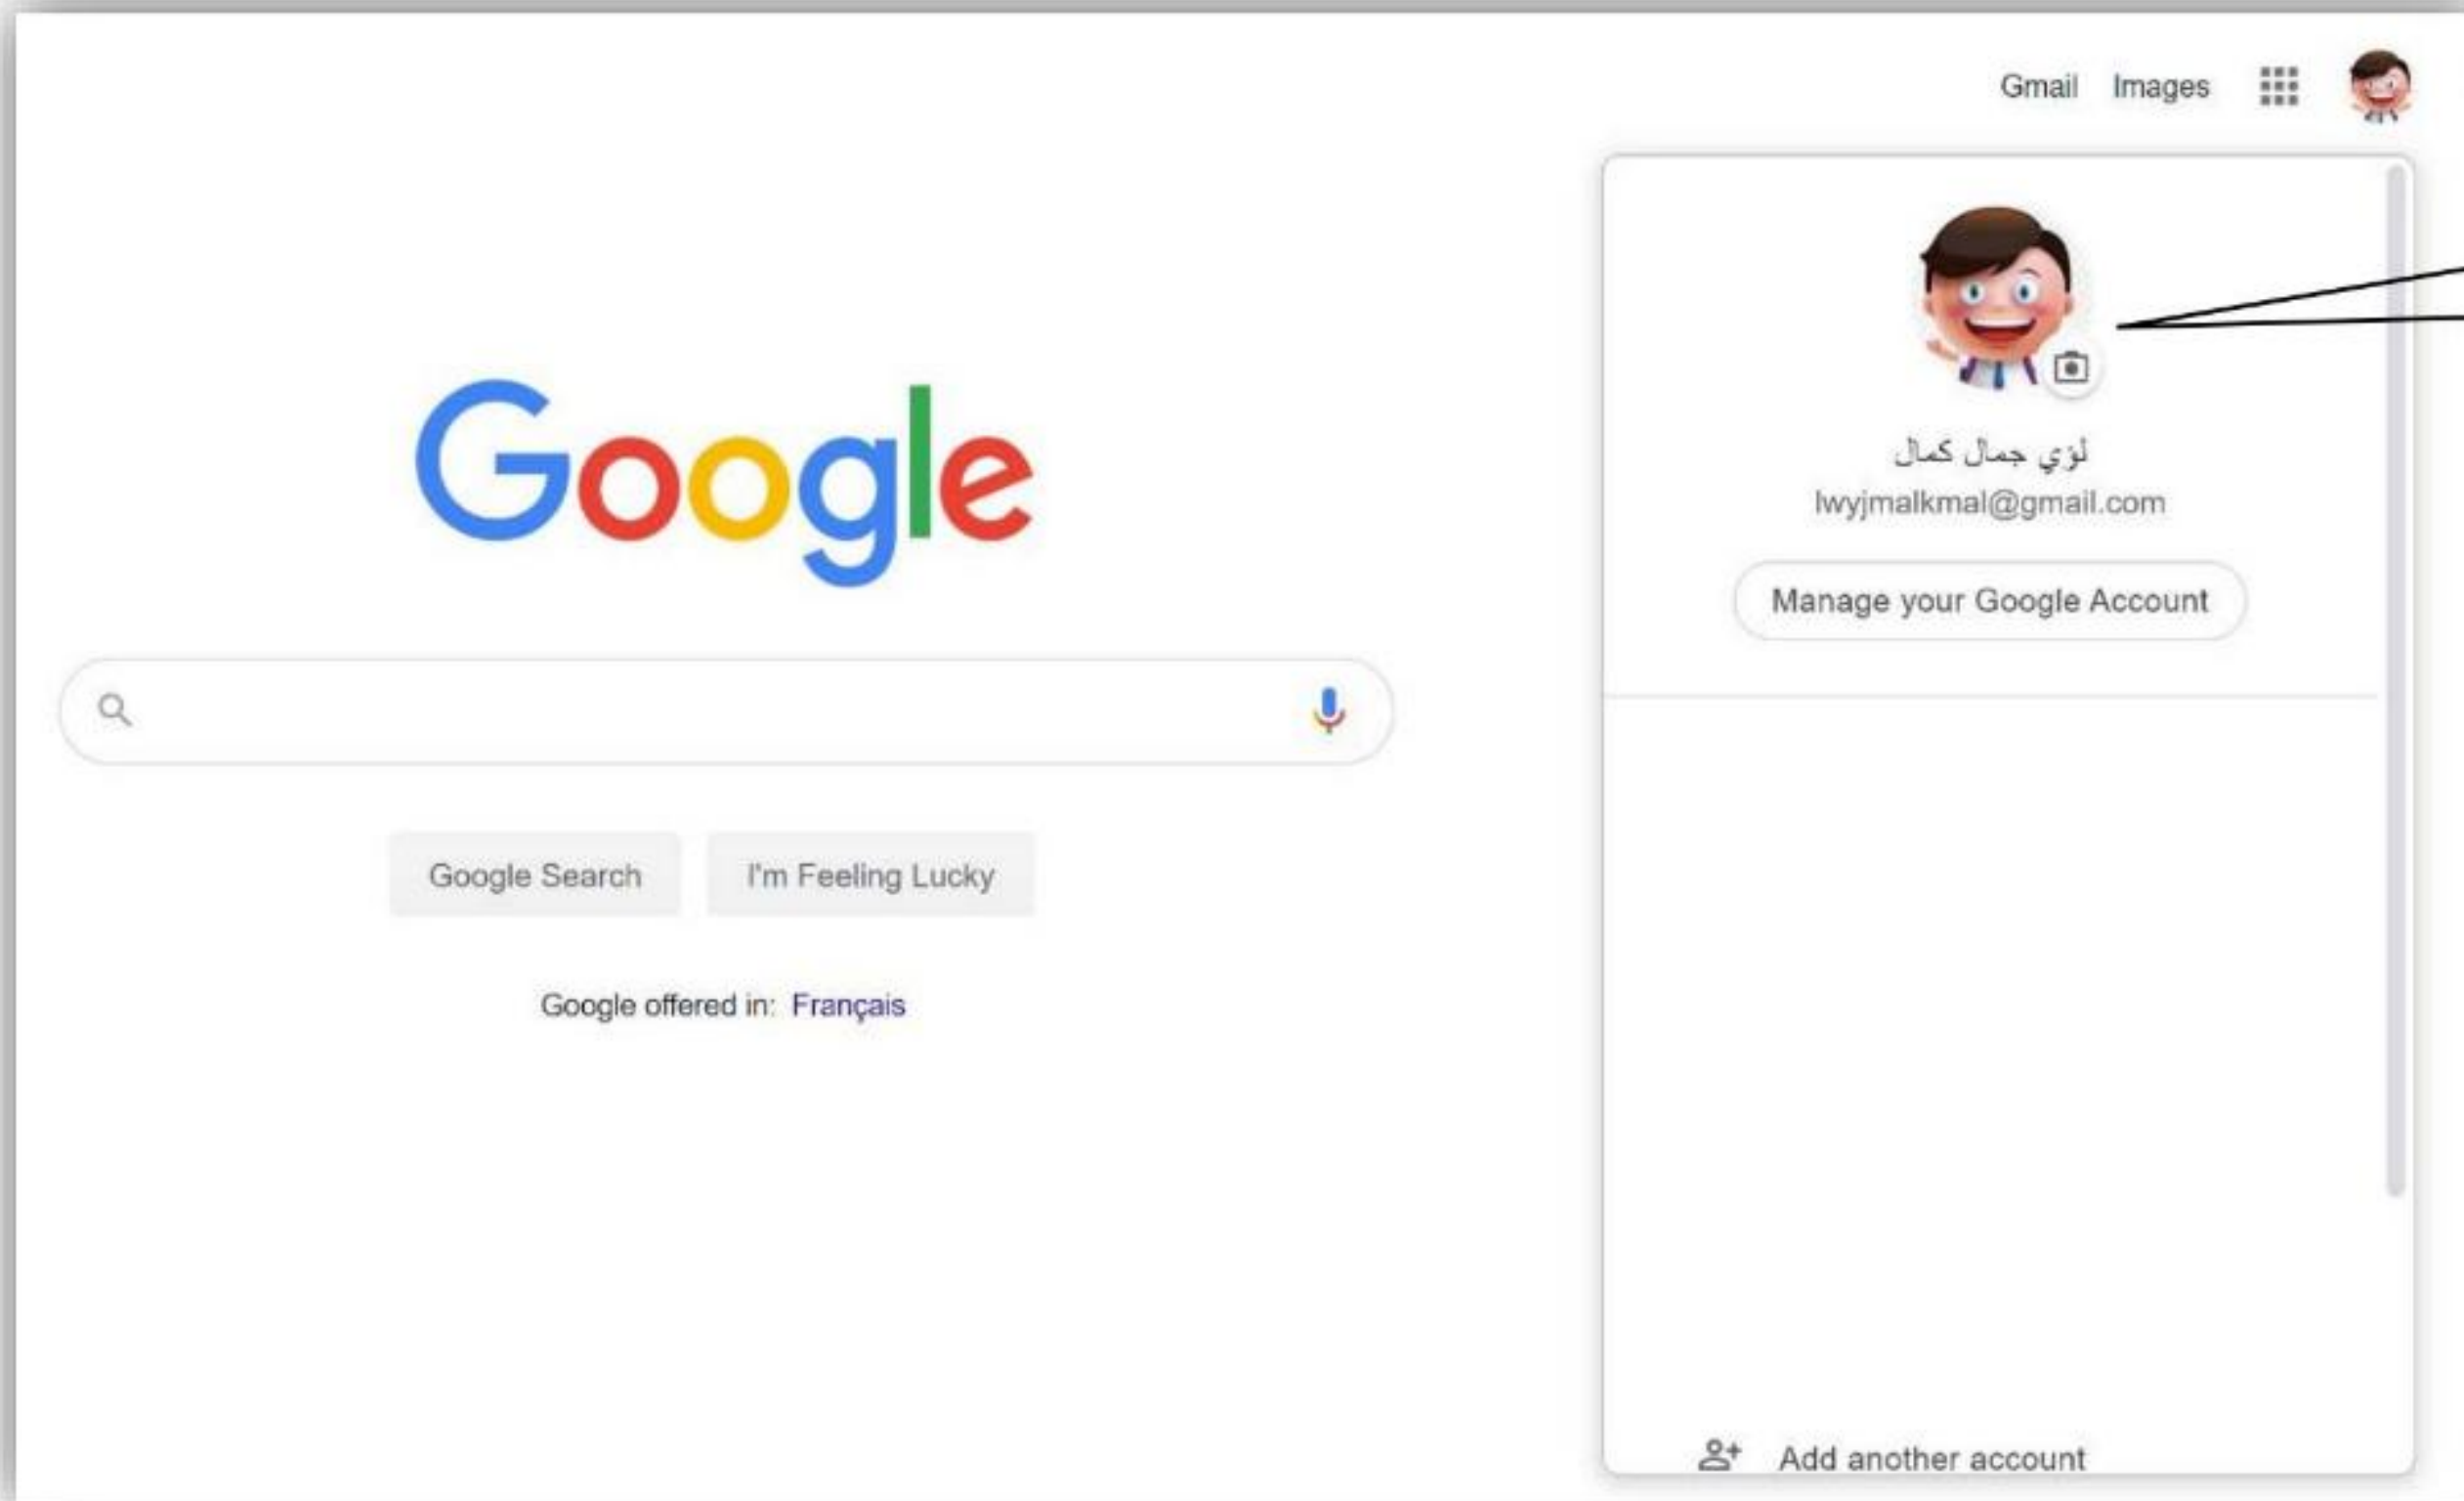 Gmail Images
لؤي جمال كمال
lwyjmalkmal@gmail.com
Manage your Google Account
Google
Google Search I'm Feeling Lucky
Google offered in: Français
Add another account